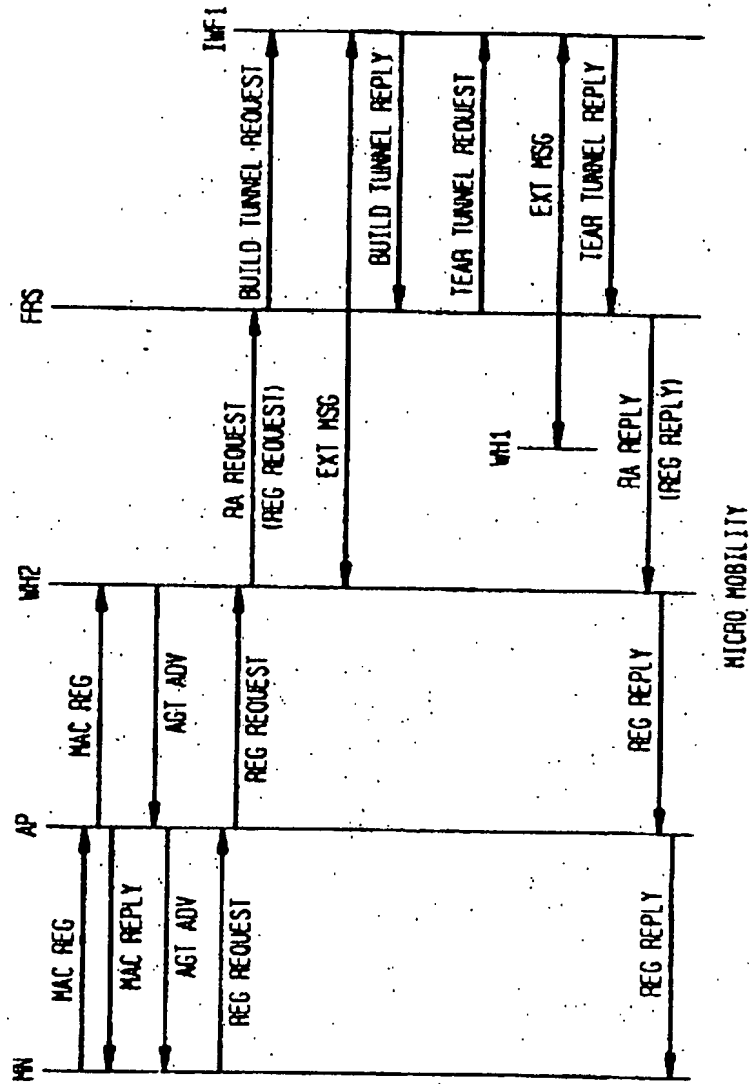 MN
AP
WH2
FRS
IWF1
MAC REG
MAC REPLY
AGT ADV
REG REQUEST
REG REPLY
MAC REG
AGT ADV
REG REQUEST
REG REPLY
RA REQUEST
(REG REQUEST)
EXT MSG
WH1
RA REPLY
(REG REPLY)
BUILD TUNNEL REQUEST
BUILD TUNNEL REPLY
TEAR TUNNEL REQUEST
EXT MSG
TEAR TUNNEL REPLY
MICRO MOBILITY